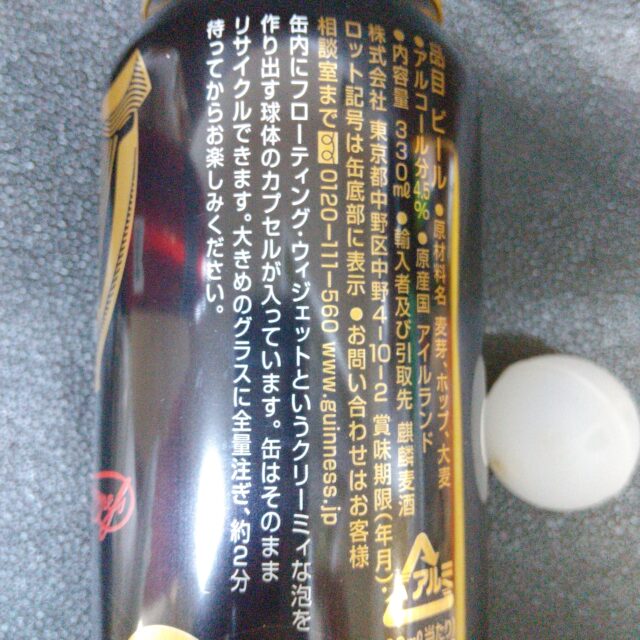 品目 ビール ●原材料名 麦芽、ホップ、大麦
●アルコール分4.5% ●原産国 アイルランド
●内容量 330ml ●輸入者及び引取先 麒麟麦酒
株式会社 東京都中野区中野4-10-2 賞味期限(年月)・
ロット記号は缶底部に表示 ●お問い合わせはお客様
相談室まで 0120-111-560 www.guinness.jp
缶内にフローティング・ウィジェットというクリーミィな泡を
作り出す球体のカプセルが入っています。缶はそのまま
リサイクルできます。大きめのグラスに全量注ぎ、約2分
待ってからお楽しみください。
アルミ